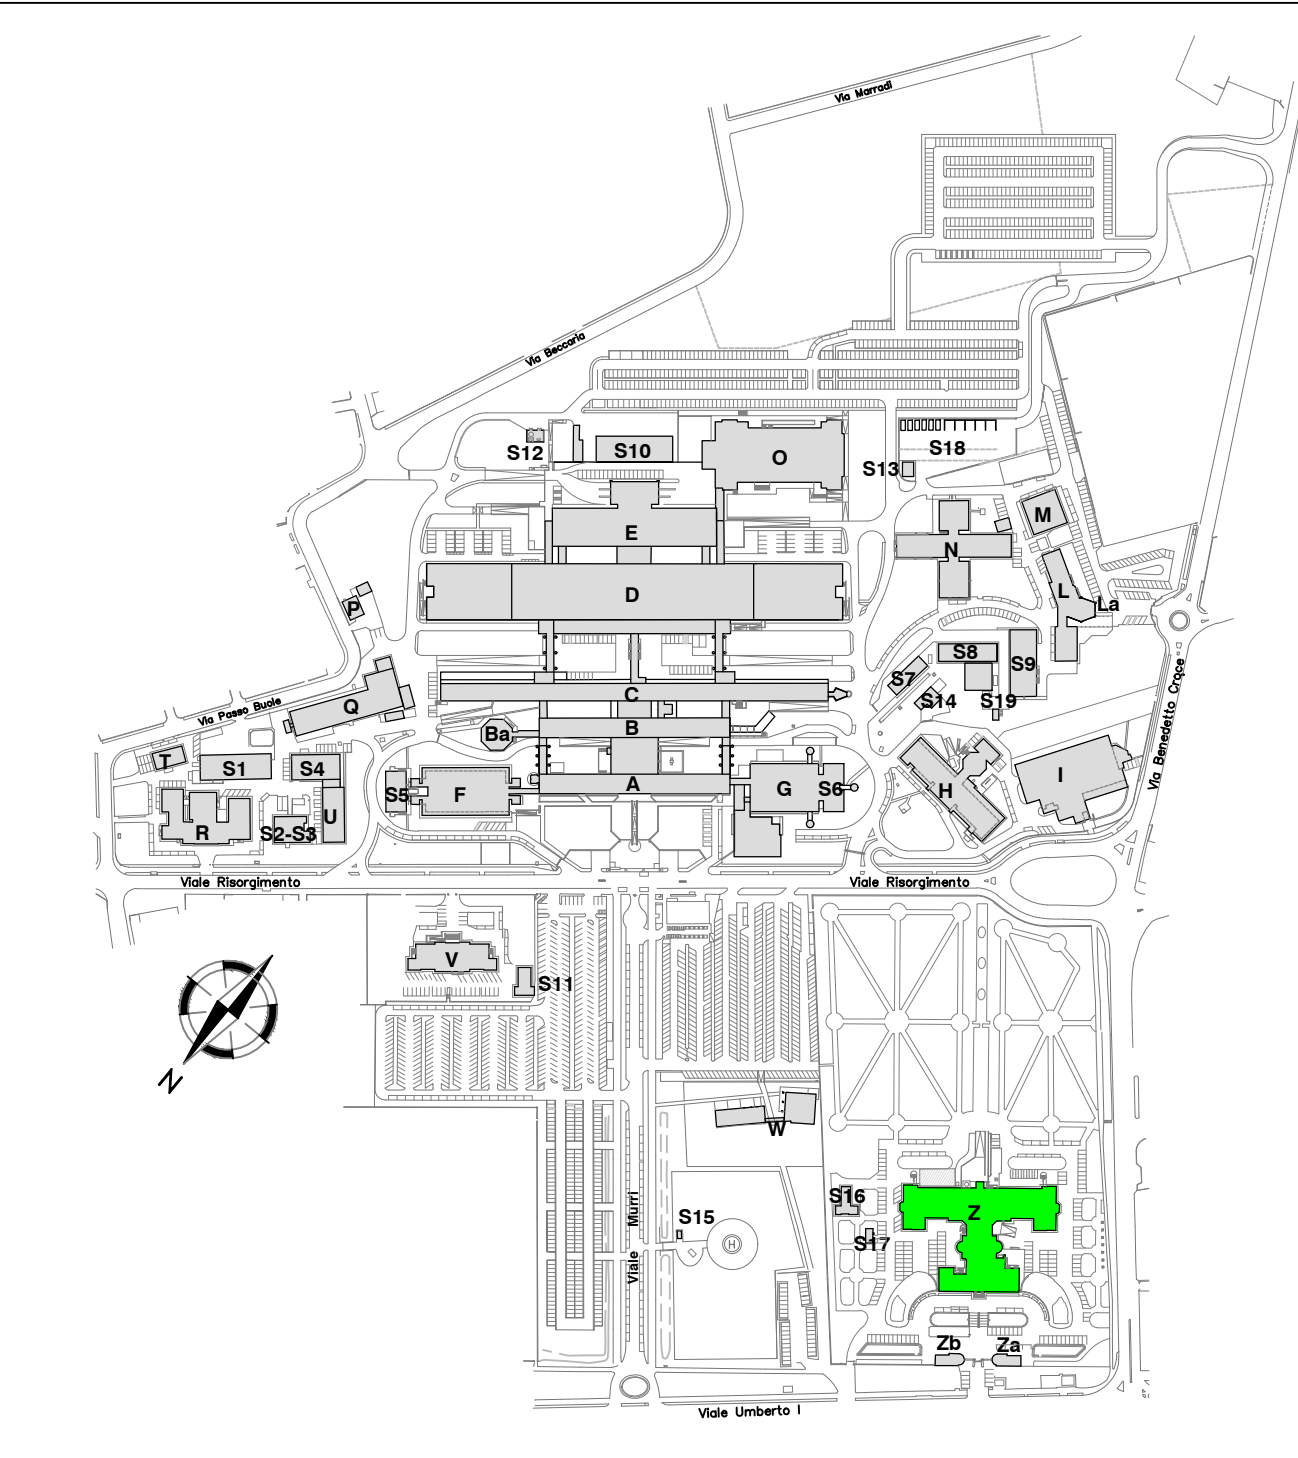 Via Marradi
Via Beccaria
S12
S10
O
S13
S18
E
N
M
D
L
La
P
S8
S9
S7
S14
S19
C
Q
Via Passo Buole
B
Ba
Via Benedetto Croce
T
S1
S4
A
S5
F
G
S6
H
I
R
S2-S3
U
Viale Risorgimento
Viale Risorgimento
V
S11
N
W
Viale Murri
S15
H
S16
S17
Z
Zb
Za
Viale Umberto I